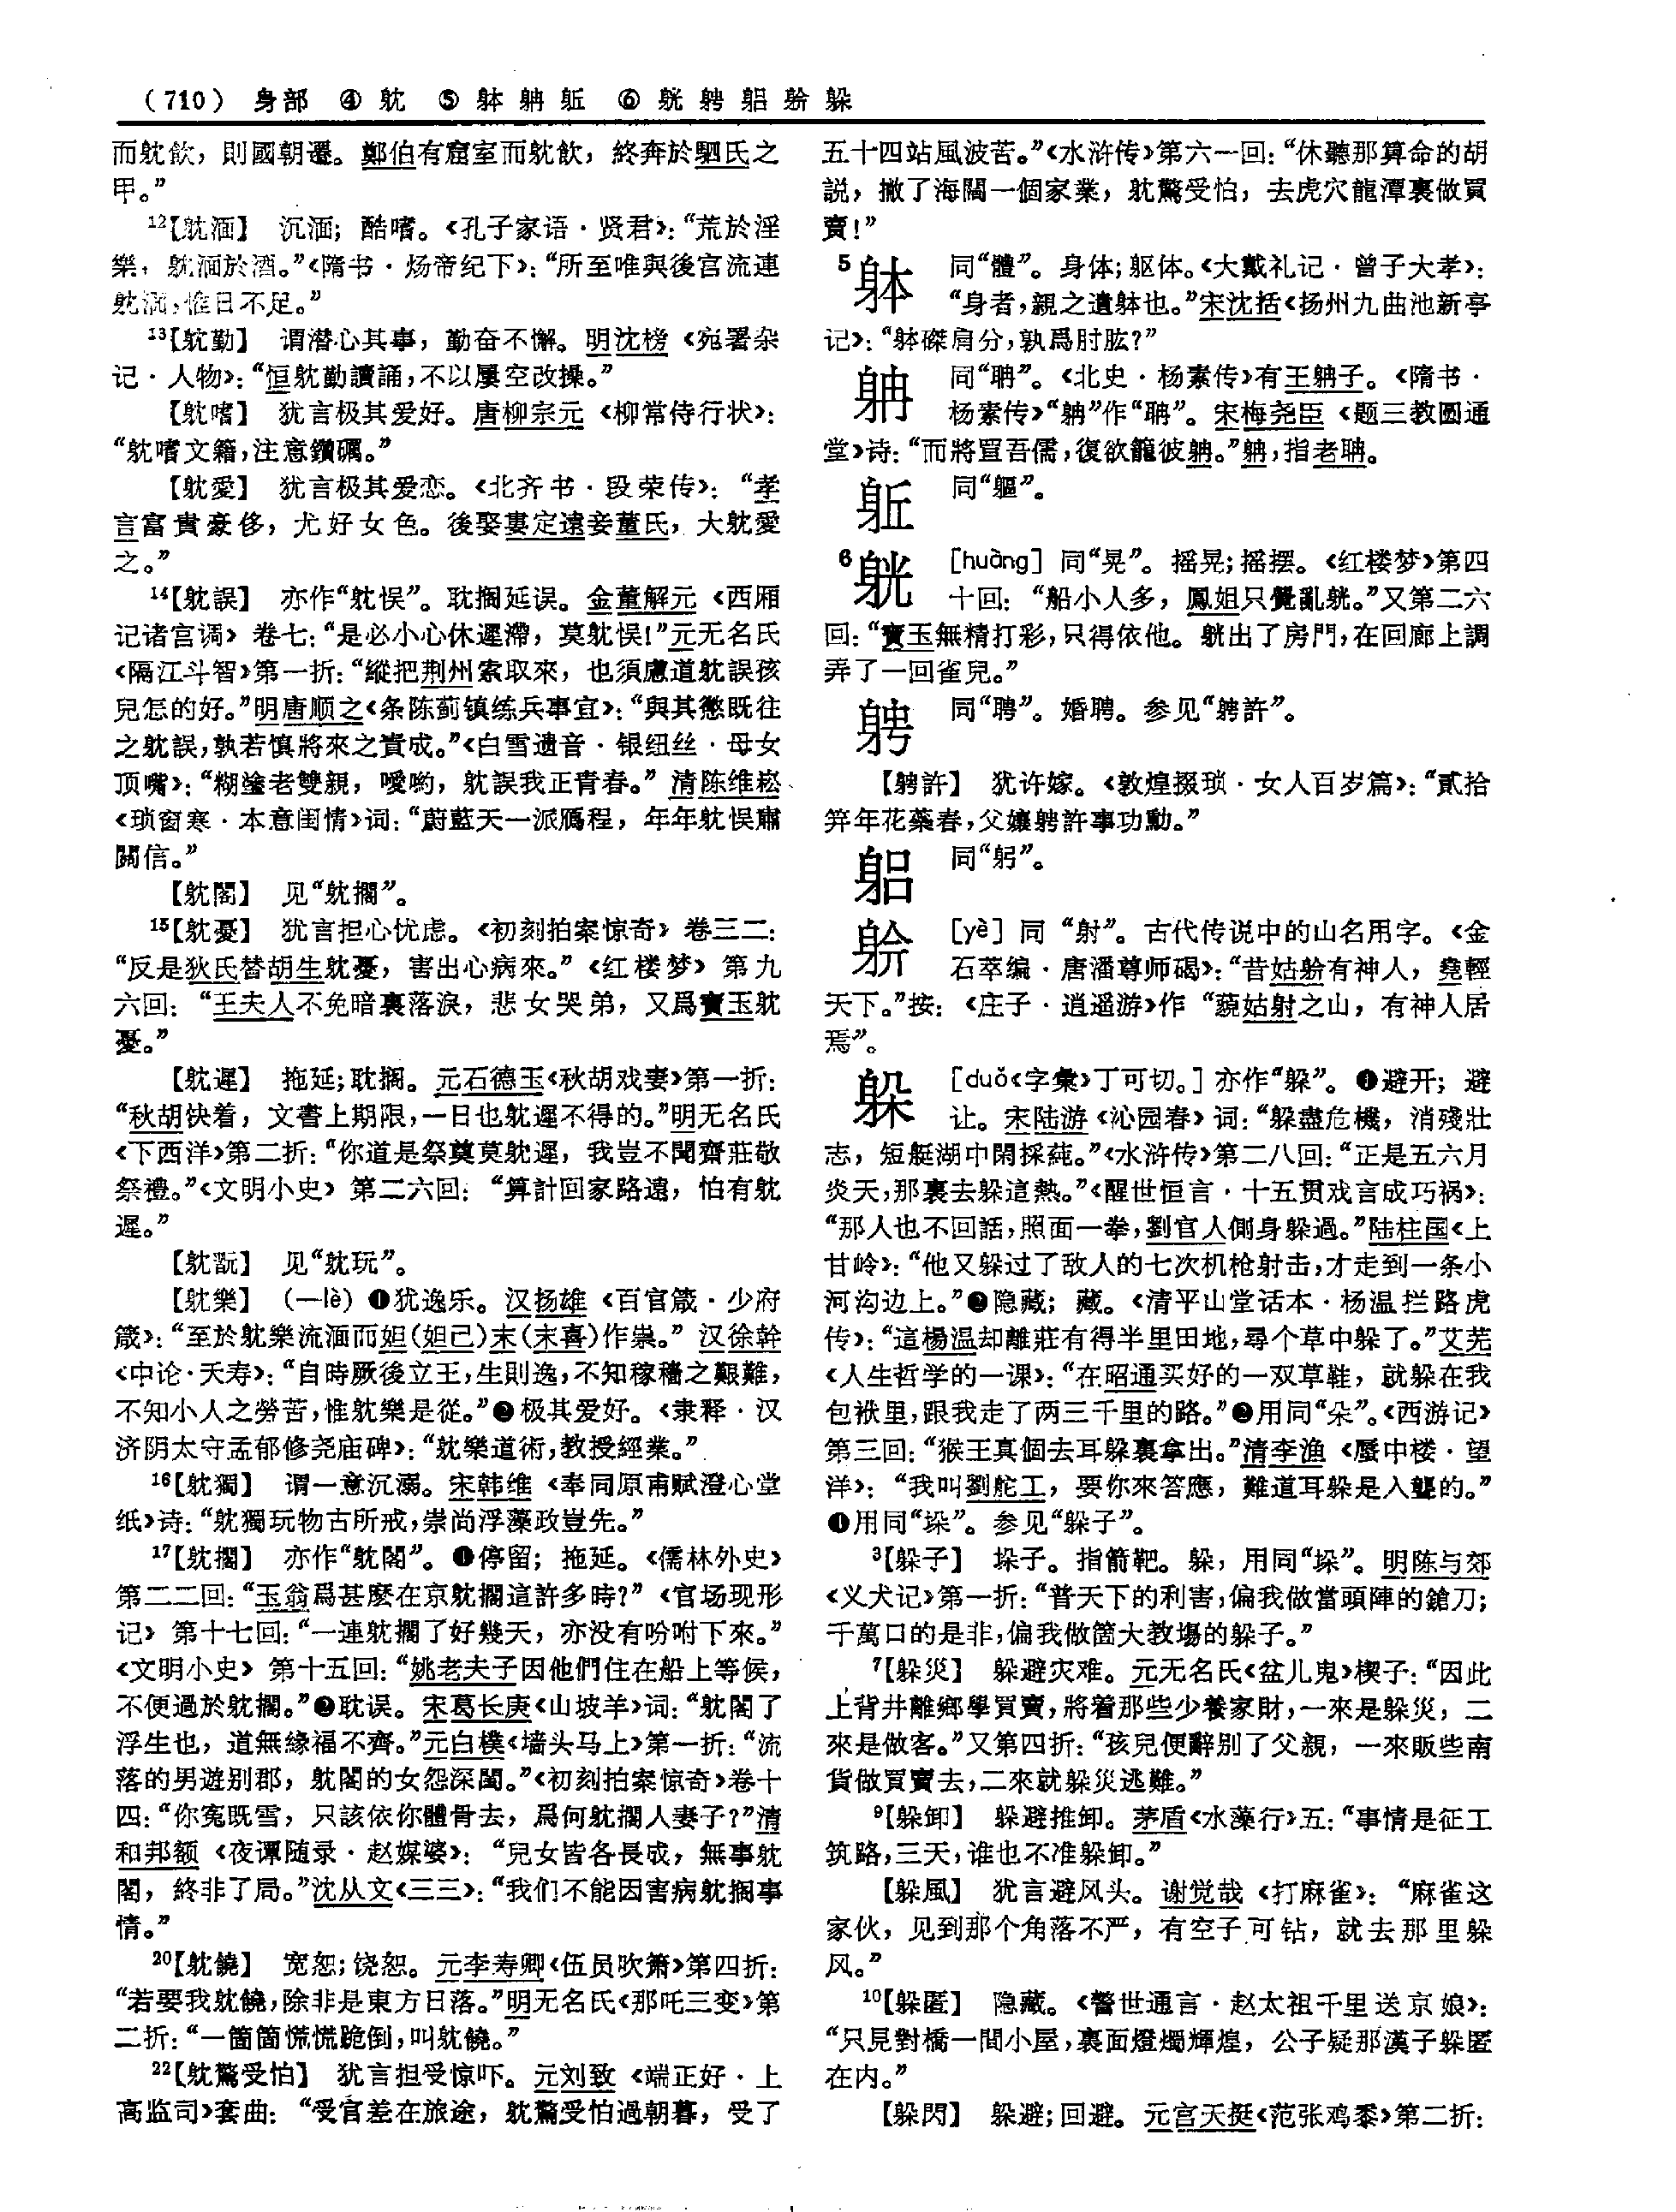 （710） 身部 ④ 躭 ⑤ 躰 䠶 躯 ⑥ 䠸 躬 躳 躱
而躭飲，則國朝遷。鄭伯有窟室而躭飲，終奔於駟氏之
甲。”
12【躭湎】 沉湎；酷嗜。《孔子家语·贤君》：“荒於淫
樂，躭湎於酒。”《隋书·炀帝纪下》：“所至唯與後宫流連
躭湎，惟日不足。”
13【躭勤】 谓潜心其事，勤奋不懈。明沈榜《宛署杂
记·人物》：“恒躭勤讀誦，不以屢空改操。”
【躭嗜】 犹言极其爱好。唐柳宗元《柳常侍行状》：
“躭嗜文籍，注意鑽礪。”
【躭愛】 犹言极其爱恋。《北齐书·段荣传》：“孝
言富貴豪侈，尤好女色。後娶婁定遠妾董氏，大躭愛
之。”
14【躭誤】 亦作“躭悮”。耽搁延误。金董解元《西厢
记诸宫调》卷七：“是必小心休遲滯，莫躭悮！”元无名氏
《隔江斗智》第一折：“縱把荆州索取來，也須慮道躭誤孩
兒怎的好。”明唐顺之《条陈蓟镇练兵事宜》：“與其懲既往
之躭誤，孰若慎將來之責成。”《白雪遗音·银纽丝·母女
顶嘴》：“糊塗老雙親，噯喲，躭誤我正青春。”清陈维崧
《琐窗寒·本意闺情》词：“蔚藍天一派鴈程，年年躭悮肅
關信。”
【躭閣】 见“躭擱”。
15【躭憂】 犹言担心忧虑。《初刻拍案惊奇》卷三二：
“反是狄氏替胡生躭憂，害出心病來。”《红楼梦》第九
六回：“王夫人不免暗裏落淚，悲女哭弟，又爲寳玉躭
憂。”
【躭遲】 拖延；耽搁。元石德玉《秋胡戏妻》第一折：
“秋胡快着，文書上期限，一日也躭遲不得的。”明无名氏
《下西洋》第二折：“你道是祭奠莫躭遲，我豈不聞齋莊敬
祭禮。”《文明小史》第二六回：“算計回家路遠，怕有躭
遲。”
【躭翫】 见“躭玩”。
【躭樂】 （—lè）❶犹逸乐。汉扬雄《百官箴·少府
箴》：“至於躭樂流湎而妲（妲己）末（末喜）作祟。”汉徐幹
《中论·夭寿》：“自時厥後立王，生則逸，不知稼穡之艱難，
不知小人之勞苦，惟躭樂是從。”❷极其爱好。《隶释·汉
济阴太守孟郁修尧庙碑》：“躭樂道術，教授經業。”
16【躭獨】 谓一意沉溺。宋韩维《奉同原甫赋澄心堂
纸》诗：“躭獨玩物古所戒，崇尚浮藻政豈先。”
17【躭擱】 亦作“躭閣”。❶停留；拖延。《儒林外史》
第二二回：“玉翁爲甚麽在京躭擱這許多時？”《官场现形
记》第十七回：“一連躭擱了好幾天，亦没有吩咐下來。”
《文明小史》第十五回：“姚老夫子因他們住在船上等候，
不便過於躭擱。”❷耽误。宋葛长庚《山坡羊》词：“躭閣了
浮生也，道無緣福不齊。”元白樸《墙头马上》第一折：“流
落的男遊别郡，躭閣的女怨深閨。”《初刻拍案惊奇》卷十
四：“你寃既雪，只該依你體骨去，爲何躭擱人妻子？”清
和邦额《夜谭随录·赵媒婆》：“兒女皆各長成，無事躭
閣，終非了局。”沈从文《三三》：“我们不能因害病躭搁事
情。”
20【躭饒】 宽恕；饶恕。元李寿卿《伍员吹箫》第四折：
“若要我躭饒，除非是東方日落。”明无名氏《那吒三变》第
二折：“一箇箇慌慌跪倒，叫躭饒。”
22【躭驚受怕】 犹言担受惊吓。元刘致《端正好·上
高监司》套曲：“受官差在旅途，躭驚受怕過朝暮，受了
五十四站風波苦。”《水浒传》第六一回：“休聽那算命的胡
説，撇了海闊一個家業，躭驚受怕，去虎穴龍潭裏做買
賣！”
5躰 同“體”。身体；躯体。《大戴礼记·曾子大孝》：
“身者，親之遺躰也。”宋沈括《扬州九曲池新亭
记》：“躰磔肩分，孰爲肘肱？”
同“聃”。《北史·杨素传》有王䠶子。《隋书·
杨素传》“”作“聃”。宋梅尧臣《题三教圆通
堂》诗：“而將罝吾儒，復欲籠彼。”，指老聃。
同“軀”。
6 [huàng] 同“晃”。摇晃；摇摆。《红楼梦》第四
十回：“船小人多，鳳姐只覺亂。”又第二六
回：“寳玉無精打彩，只得依他。出了房門，在回廊上調
弄了一回雀兒。”
同“聘”。婚聘。参见“許”。
【許】 犹许嫁。《敦煌掇琐·女人百岁篇》：“貳拾
笄年花蘂春，父孃許事功勳。”
同“躬”。
[yè] 同“射”。古代传说中的山名用字。《金
石萃编·唐潘尊师碣》：“昔姑有神人，堯輕
天下。”按：《庄子·逍遥游》作“藐姑射之山，有神人居
焉”。
躱 [duǒ《字彙》丁可切。] 亦作“躲”。❶避开；避
让。宋陆游《沁园春》词：“躱盡危機，消殘壯
志，短艇湖中閑採蒓。”《水浒传》第二八回：“正是五六月
炎天，那裏去躱這熱。”《醒世恒言·十五贯戏言成巧祸》：
“那人也不回話，照面一拳，劉官人側身躱過。”陆柱国《上
甘岭》：“他又躲过了敌人的七次机枪射击，才走到一条小
河沟边上。”❷隐藏；藏。《清平山堂话本·杨温拦路虎
传》：“這楊温却離莊有得半里田地，尋个草中躱了。”艾芜
《人生哲学的一课》：“在昭通买好的一双草鞋，就躲在我
包袱里，跟我走了两三千里的路。”❸用同“朵”。《西游记》
第三回：“猴王真個去耳躱裏拿出。”清李渔《蜃中楼·望
洋》：“我叫劉舵工，要你來答應，難道耳躱是入聾的。”
❹用同“垛”。参见“躱子”。
3【躱子】 垛子。指箭靶。躱，用同“垛”。明陈与郊
《义犬记》第一折：“普天下的利害，偏我做當頭陣的鎗刀；
千萬口的是非，偏我做箇大教場的躱子。”
7【躱災】 躲避灾难。元无名氏《盆儿鬼》楔子：“因此
上背井離鄉學買賣，將着那些少養家財，一來是躱災，二
來是做客。”又第四折：“孩兒便辭别了父親，一來販些南
貨做買賣去，二來就躱災逃難。”
9【躱卸】 躲避推卸。茅盾《水藻行》五：“事情是征工
筑路，三天，谁也不准躲卸。”
【躱風】 犹言避风头。谢觉哉《打麻雀》：“麻雀这
家伙，见到那个角落不严，有空子可钻，就去那里躲
风。”
10【躱匿】 隐藏。《警世通言·赵太祖千里送京娘》：
“只見對橋一間小屋，裏面燈燭輝煌，公子疑那漢子躱匿
在内。”
【躱閃】 躲避；回避。元宫天挺《范张鸡黍》第二折：